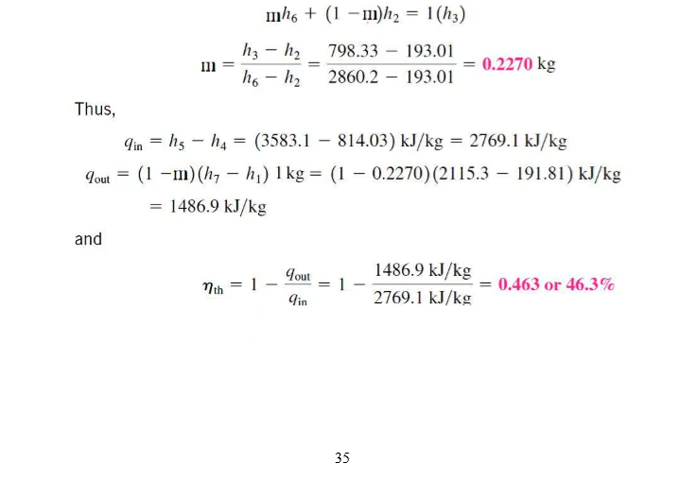 mh₆ + (1 − m)h₂ = 1(h₃)
m = (h₃ − h₂)/(h₆ − h₂) = (798.33 − 193.01)/(2860.2 − 193.01) = 0.2270 kg
Thus,
q_in = h₅ − h₄ = (3583.1 − 814.03) kJ/kg = 2769.1 kJ/kg
q_out = (1 −m)(h₇ − h₁) 1 kg = (1 − 0.2270)(2115.3 − 191.81) kJ/kg
= 1486.9 kJ/kg
and
η_th = 1 − q_out/q_in = 1 − (1486.9 kJ/kg)/(2769.1 kJ/kg) = 0.463 or 46.3%
35